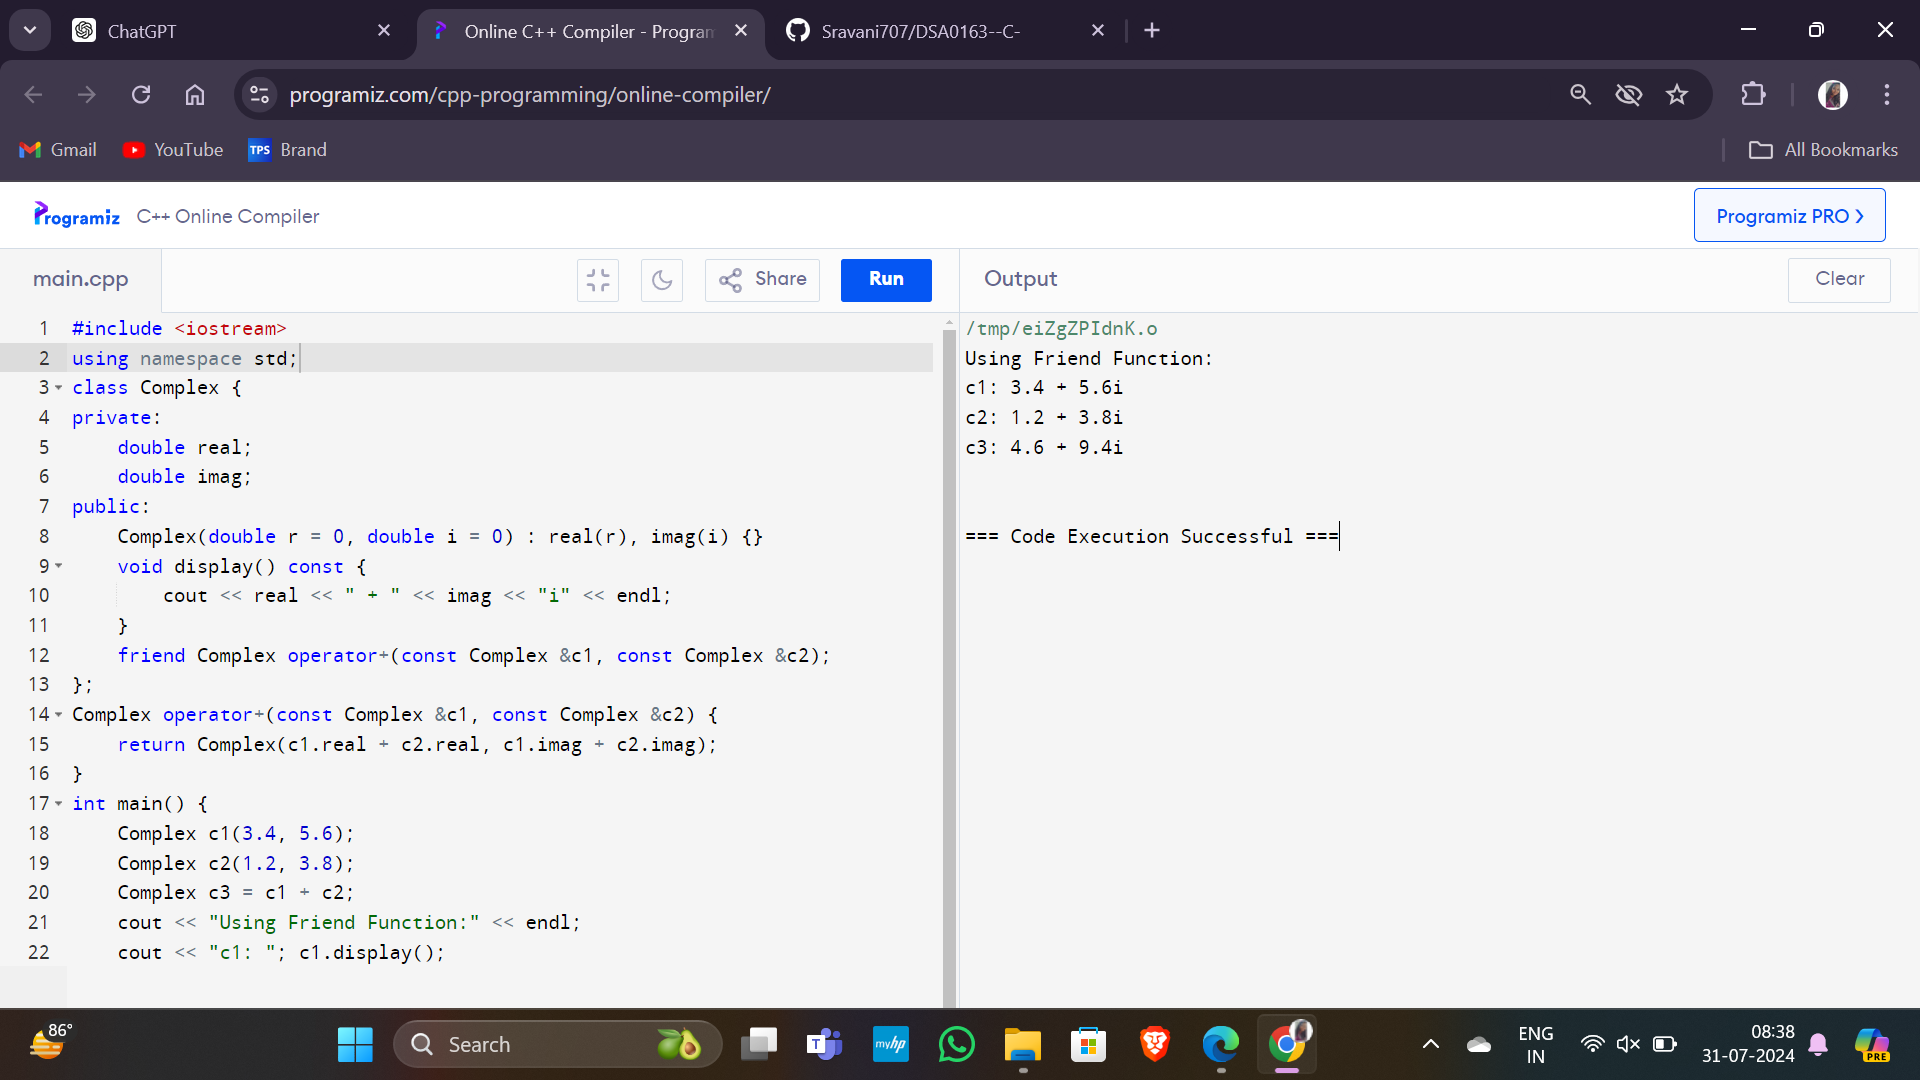 ChatGPT
Online C++ Compiler - Program
Sravani707/DSA0163--C-
programiz.com/cpp-programming/online-compiler/
Gmail
YouTube
TPS
Brand
All Bookmarks
Programiz
C++ Online Compiler
Programiz PRO
main.cpp
Share
Run
Output
Clear
1 #include <iostream>
2 using namespace std;
3 class Complex {
4 private:
5     double real;
6     double imag;
7 public:
8     Complex(double r = 0, double i = 0) : real(r), imag(i) {}
9     void display() const {
10         cout << real << " + " << imag << "i" << endl;
11     }
12     friend Complex operator+(const Complex &c1, const Complex &c2);
13 };
14 Complex operator+(const Complex &c1, const Complex &c2) {
15     return Complex(c1.real + c2.real, c1.imag + c2.imag);
16 }
17 int main() {
18     Complex c1(3.4, 5.6);
19     Complex c2(1.2, 3.8);
20     Complex c3 = c1 + c2;
21     cout << "Using Friend Function:" << endl;
22     cout << "c1: "; c1.display();
/tmp/eiZgZPIdnK.o
Using Friend Function:
c1: 3.4 + 5.6i
c2: 1.2 + 3.8i
c3: 4.6 + 9.4i
=== Code Execution Successful ===
86°
Search
T
myhp
ENG
IN
08:38
31-07-2024
PRE